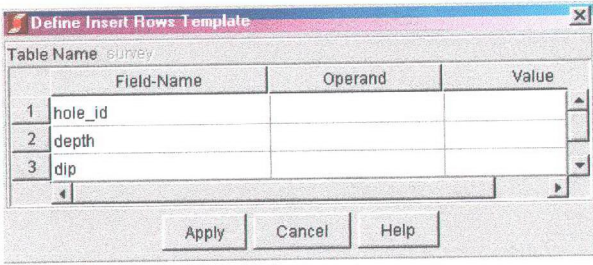 Define Insert Rows Template
Table Name survey
Field-Name Operand Value
1 hole_id
2 depth
3 dip
Apply Cancel Help